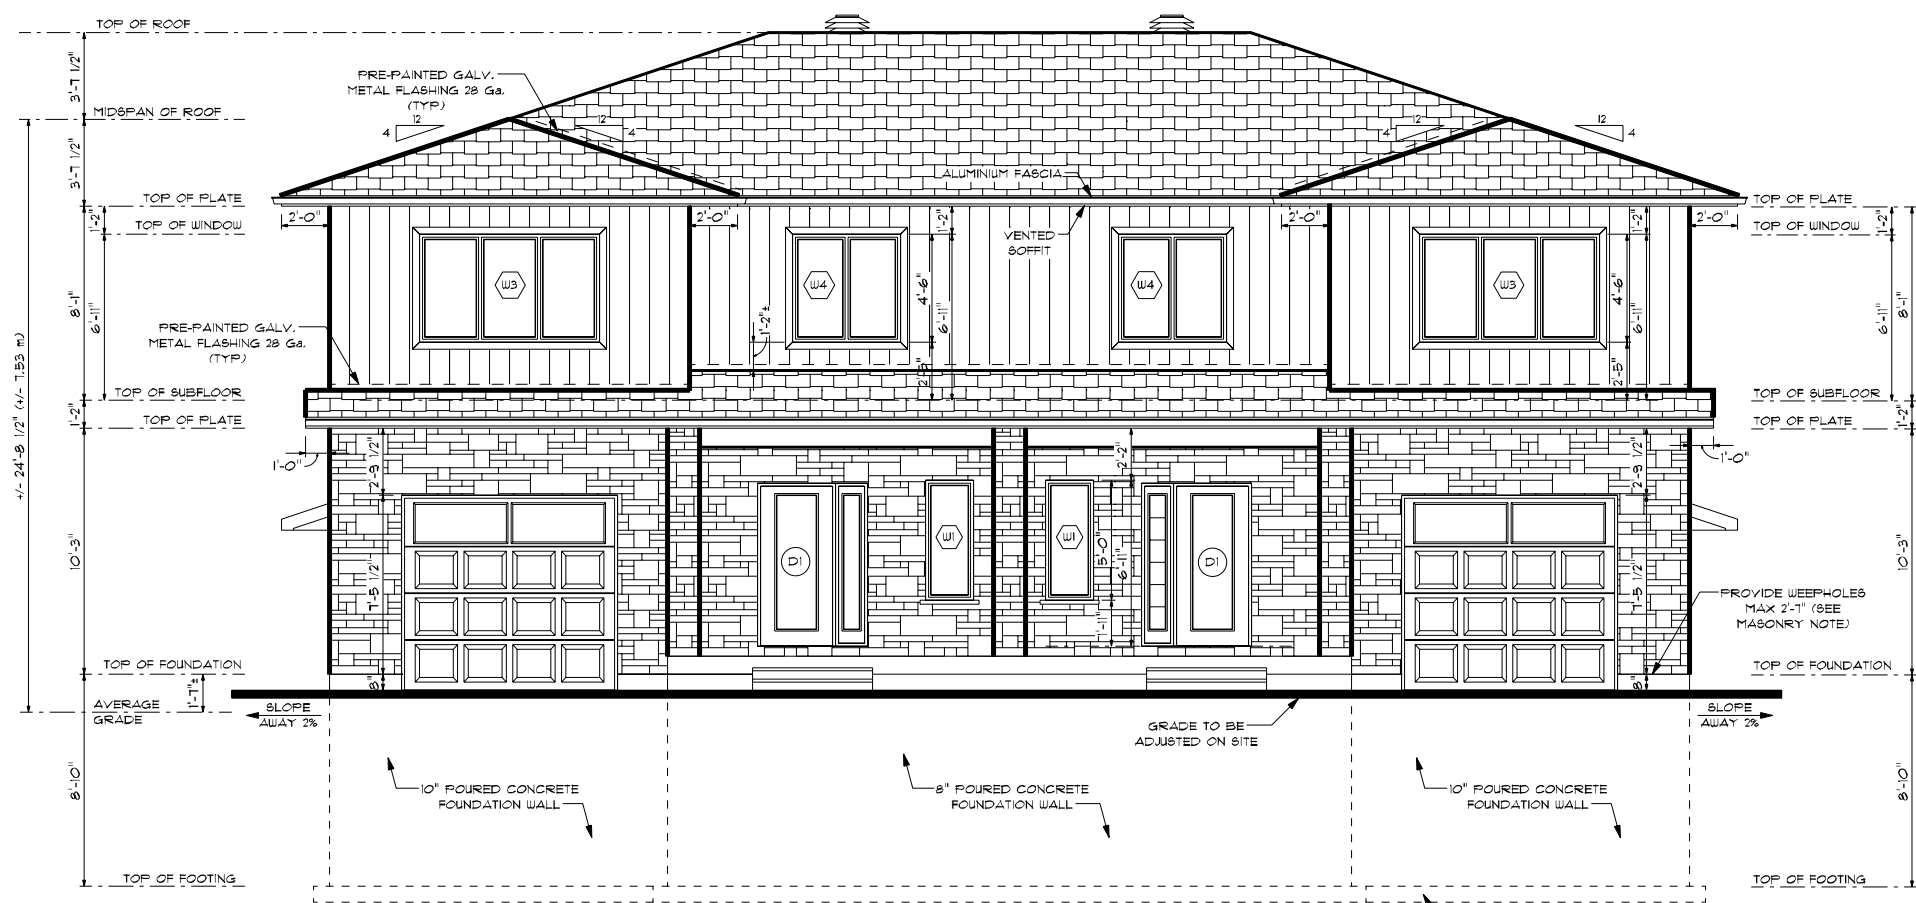 TOP OF ROOF
3'-7 1/2"
PRE-PAINTED GALV.
METAL FLASHING 28 Ga.
(TYP.)
MIDSPAN OF ROOF
12
4
12
4
12
4
12
4
3'-7 1/2"
ALUMINIUM FASCIA
TOP OF PLATE
TOP OF PLATE
2'-0"
2'-0"
2'-0"
2'-0"
1'-2"
1'-2"
1'-2"
1'-2"
TOP OF WINDOW
TOP OF WINDOW
VENTED
SOFFIT
W3
W4
W4
W3
8'-1"
6'-11"
4'-6"
6'-11"
4'-6"
6'-11"
6'-11"
8'-1"
1'-2"±
PRE-PAINTED GALV.
METAL FLASHING 28 Ga.
(TYP.)
2'-5"
2'-5"
TOP OF SUBFLOOR
TOP OF SUBFLOOR
1'-2"
1'-2"
TOP OF PLATE
TOP OF PLATE
+/- 24'-8 1/2" (+/- 7.53 m)
1'-0"
1'-0"
2'-9 1/2"
2'-2"
2'-9 1/2"
10'-3"
10'-3"
W1
W1
D1
D1
5'-0"
6'-11"
7'-5 1/2"
7'-5 1/2"
1'-11"
PROVIDE WEEPHOLES
MAX 2'-7" (SEE
MASONRY NOTE)
TOP OF FOUNDATION
TOP OF FOUNDATION
1'-7"±
8"
8"
AVERAGE
GRADE
SLOPE
AWAY 2%
SLOPE
AWAY 2%
GRADE TO BE
ADJUSTED ON SITE
8'-10"
8'-10"
10" POURED CONCRETE
FOUNDATION WALL
8" POURED CONCRETE
FOUNDATION WALL
10" POURED CONCRETE
FOUNDATION WALL
TOP OF FOOTING
TOP OF FOOTING